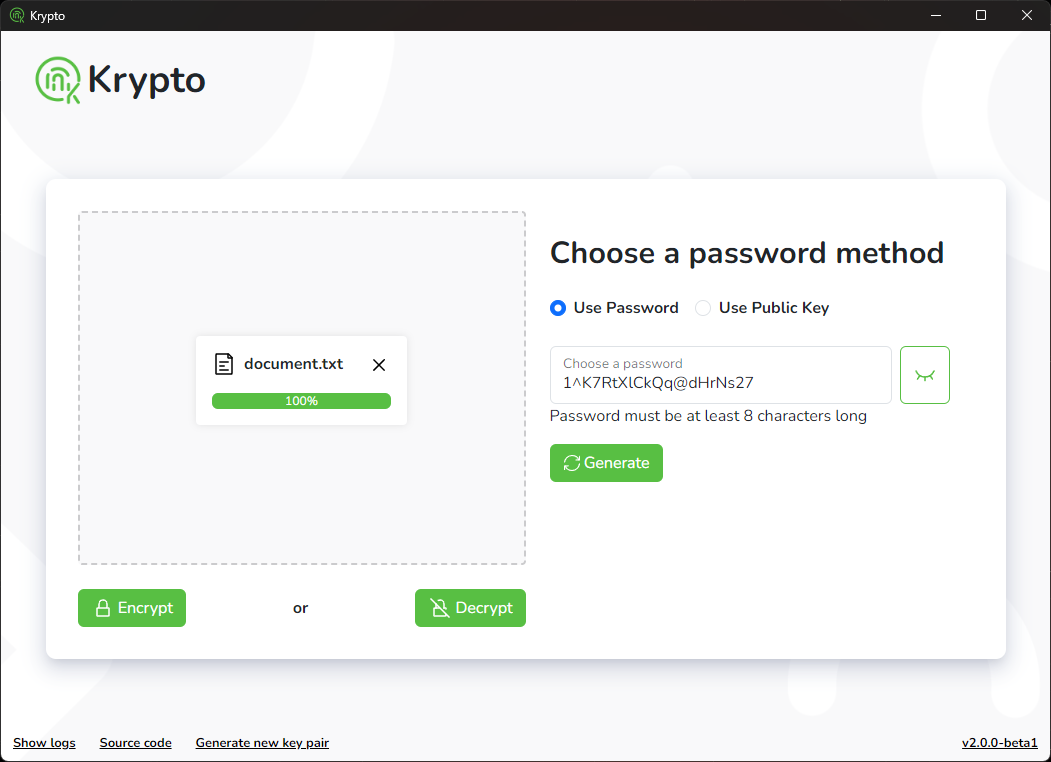 Krypto
Krypto
Choose a password method
Use Password Use Public Key
Choose a password
1^K7RtXlCkQq@dHrNs27
Password must be at least 8 characters long
Generate
document.txt
100%
Encrypt or Decrypt
Show logs Source code Generate new key pair v2.0.0-beta1